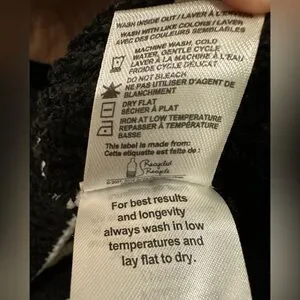 WASH INSIDE OUT / LAVER À L'ENVERS
WASH WITH LIKE COLORS / LAVER
AVEC DES COULEURS SEMBLABLES
MACHINE WASH, COLD
WATER, GENTLE CYCLE
LAVER À LA MACHINE À L'EAU
FROIDE CYCLE DÉLICAT
DO NOT BLEACH
NE PAS UTILISER D'AGENT DE
BLANCHIMENT
DRY FLAT
SÉCHER À PLAT
IRON AT LOW TEMPERATURE
REPASSER À TEMPÉRATURE
BASSE
This label is made from:
Cette étiquette est faite de:
Recycled
Recyclé
For best results
and longevity
always wash in low
temperatures and
lay flat to dry.